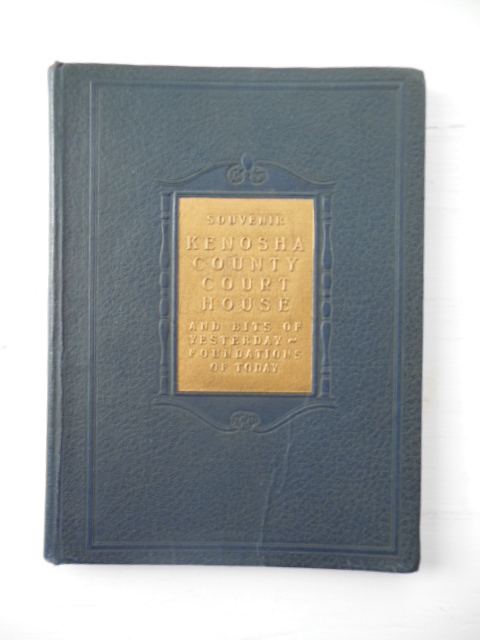 SOUVENIR
KENOSHA
COUNTY
COURT
HOUSE
AND BITS OF
YESTERDAY ~
FOUNDATIONS
OF TODAY